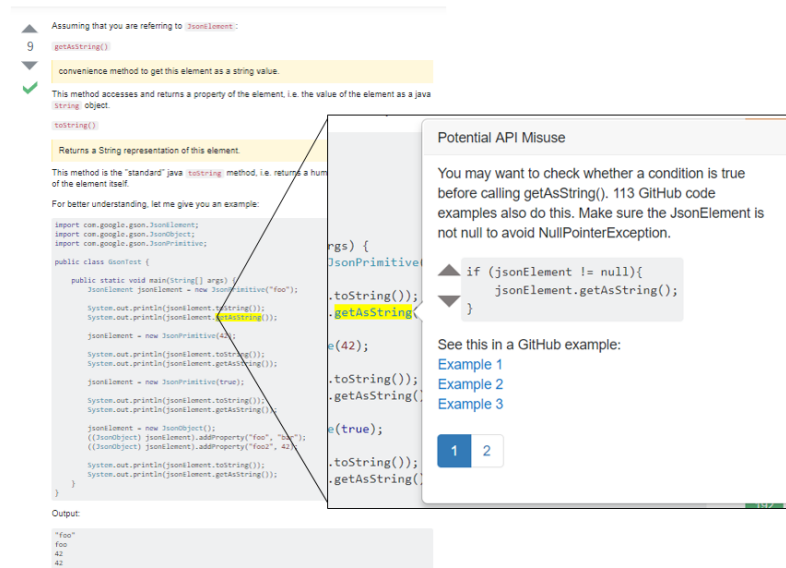 Assuming that you are referring to JsonElement:
9
getAsString()
convenience method to get this element as a string value.
This method accesses and returns a property of the element, i.e. the value of the element as a java
String object.
toString()
Returns a String representation of this element.
This method is the "standard" java toString method, i.e. returns a hum
of the element itself.
For better understanding, let me give you an example:
import com.google.gson.JsonElement;
import com.google.gson.JsonObject;
import com.google.gson.JsonPrimitive;
public class GsonTest {
public static void main(String[] args) {
JsonElement jsonElement = new JsonPrimitive("foo");
System.out.println(jsonElement.toString());
System.out.println(jsonElement.getAsString());
jsonElement = new JsonPrimitive(42);
System.out.println(jsonElement.toString());
System.out.println(jsonElement.getAsString());
jsonElement = new JsonPrimitive(true);
System.out.println(jsonElement.toString());
System.out.println(jsonElement.getAsString());
jsonElement = new JsonObject();
((JsonObject) jsonElement).addProperty("foo", "bar");
((JsonObject) jsonElement).addProperty("foo2", 42);
System.out.println(jsonElement.toString());
System.out.println(jsonElement.getAsString());
}
}
Output:
"foo"
foo
42
42
rgs) {
JsonPrimitive(
.toString());
.getAsString(
e(42);
.toString());
.getAsString()
e(true);
.toString());
.getAsString()
Potential API Misuse
You may want to check whether a condition is true
before calling getAsString(). 113 GitHub code
examples also do this. Make sure the JsonElement is
not null to avoid NullPointerException.
if (jsonElement != null){
jsonElement.getAsString();
}
See this in a GitHub example:
Example 1
Example 2
Example 3
1 2